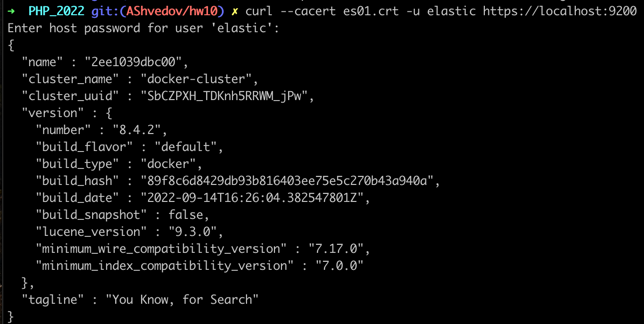 → PHP_2022 git:(AShvedov/hw10) ✗ curl --cacert es01.crt -u elastic https://localhost:9200
Enter host password for user 'elastic':
{
  "name" : "2ee1039dbc00",
  "cluster_name" : "docker-cluster",
  "cluster_uuid" : "SbCZPXH_TDKnh5RRWM_jPw",
  "version" : {
    "number" : "8.4.2",
    "build_flavor" : "default",
    "build_type" : "docker",
    "build_hash" : "89f8c6d8429db93b816403ee75e5c270b43a940a",
    "build_date" : "2022-09-14T16:26:04.382547801Z",
    "build_snapshot" : false,
    "lucene_version" : "9.3.0",
    "minimum_wire_compatibility_version" : "7.17.0",
    "minimum_index_compatibility_version" : "7.0.0"
  },
  "tagline" : "You Know, for Search"
}